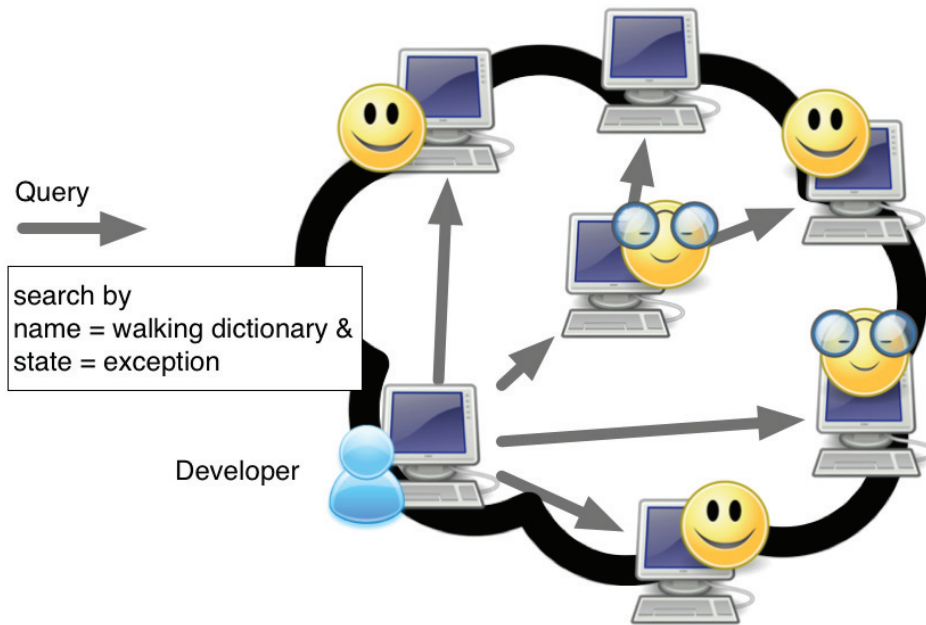 Query
search by
name = walking dictionary &
state = exception
Developer